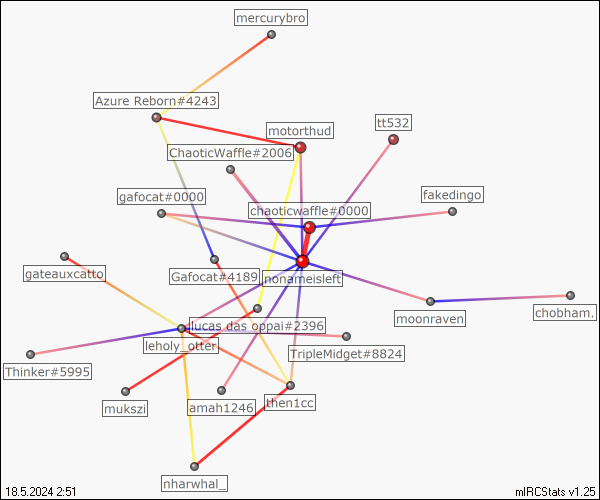 mercurybro
Azure Reborn#4243
motorthud
tt532
ChaoticWaffle#2006
gafocat#0000
fakedingo
chaoticwaffle#0000
gateauxcatto
Gafocat#4189
nonameisleft
chobham.
moonraven
lucas das oppai#2396
leholy_otter
TripleMidget#8824
Thinker#5995
mukszi
amah1246
then1cc
nharwhal_
18.5.2024 2:51
mIRCStats v1.25